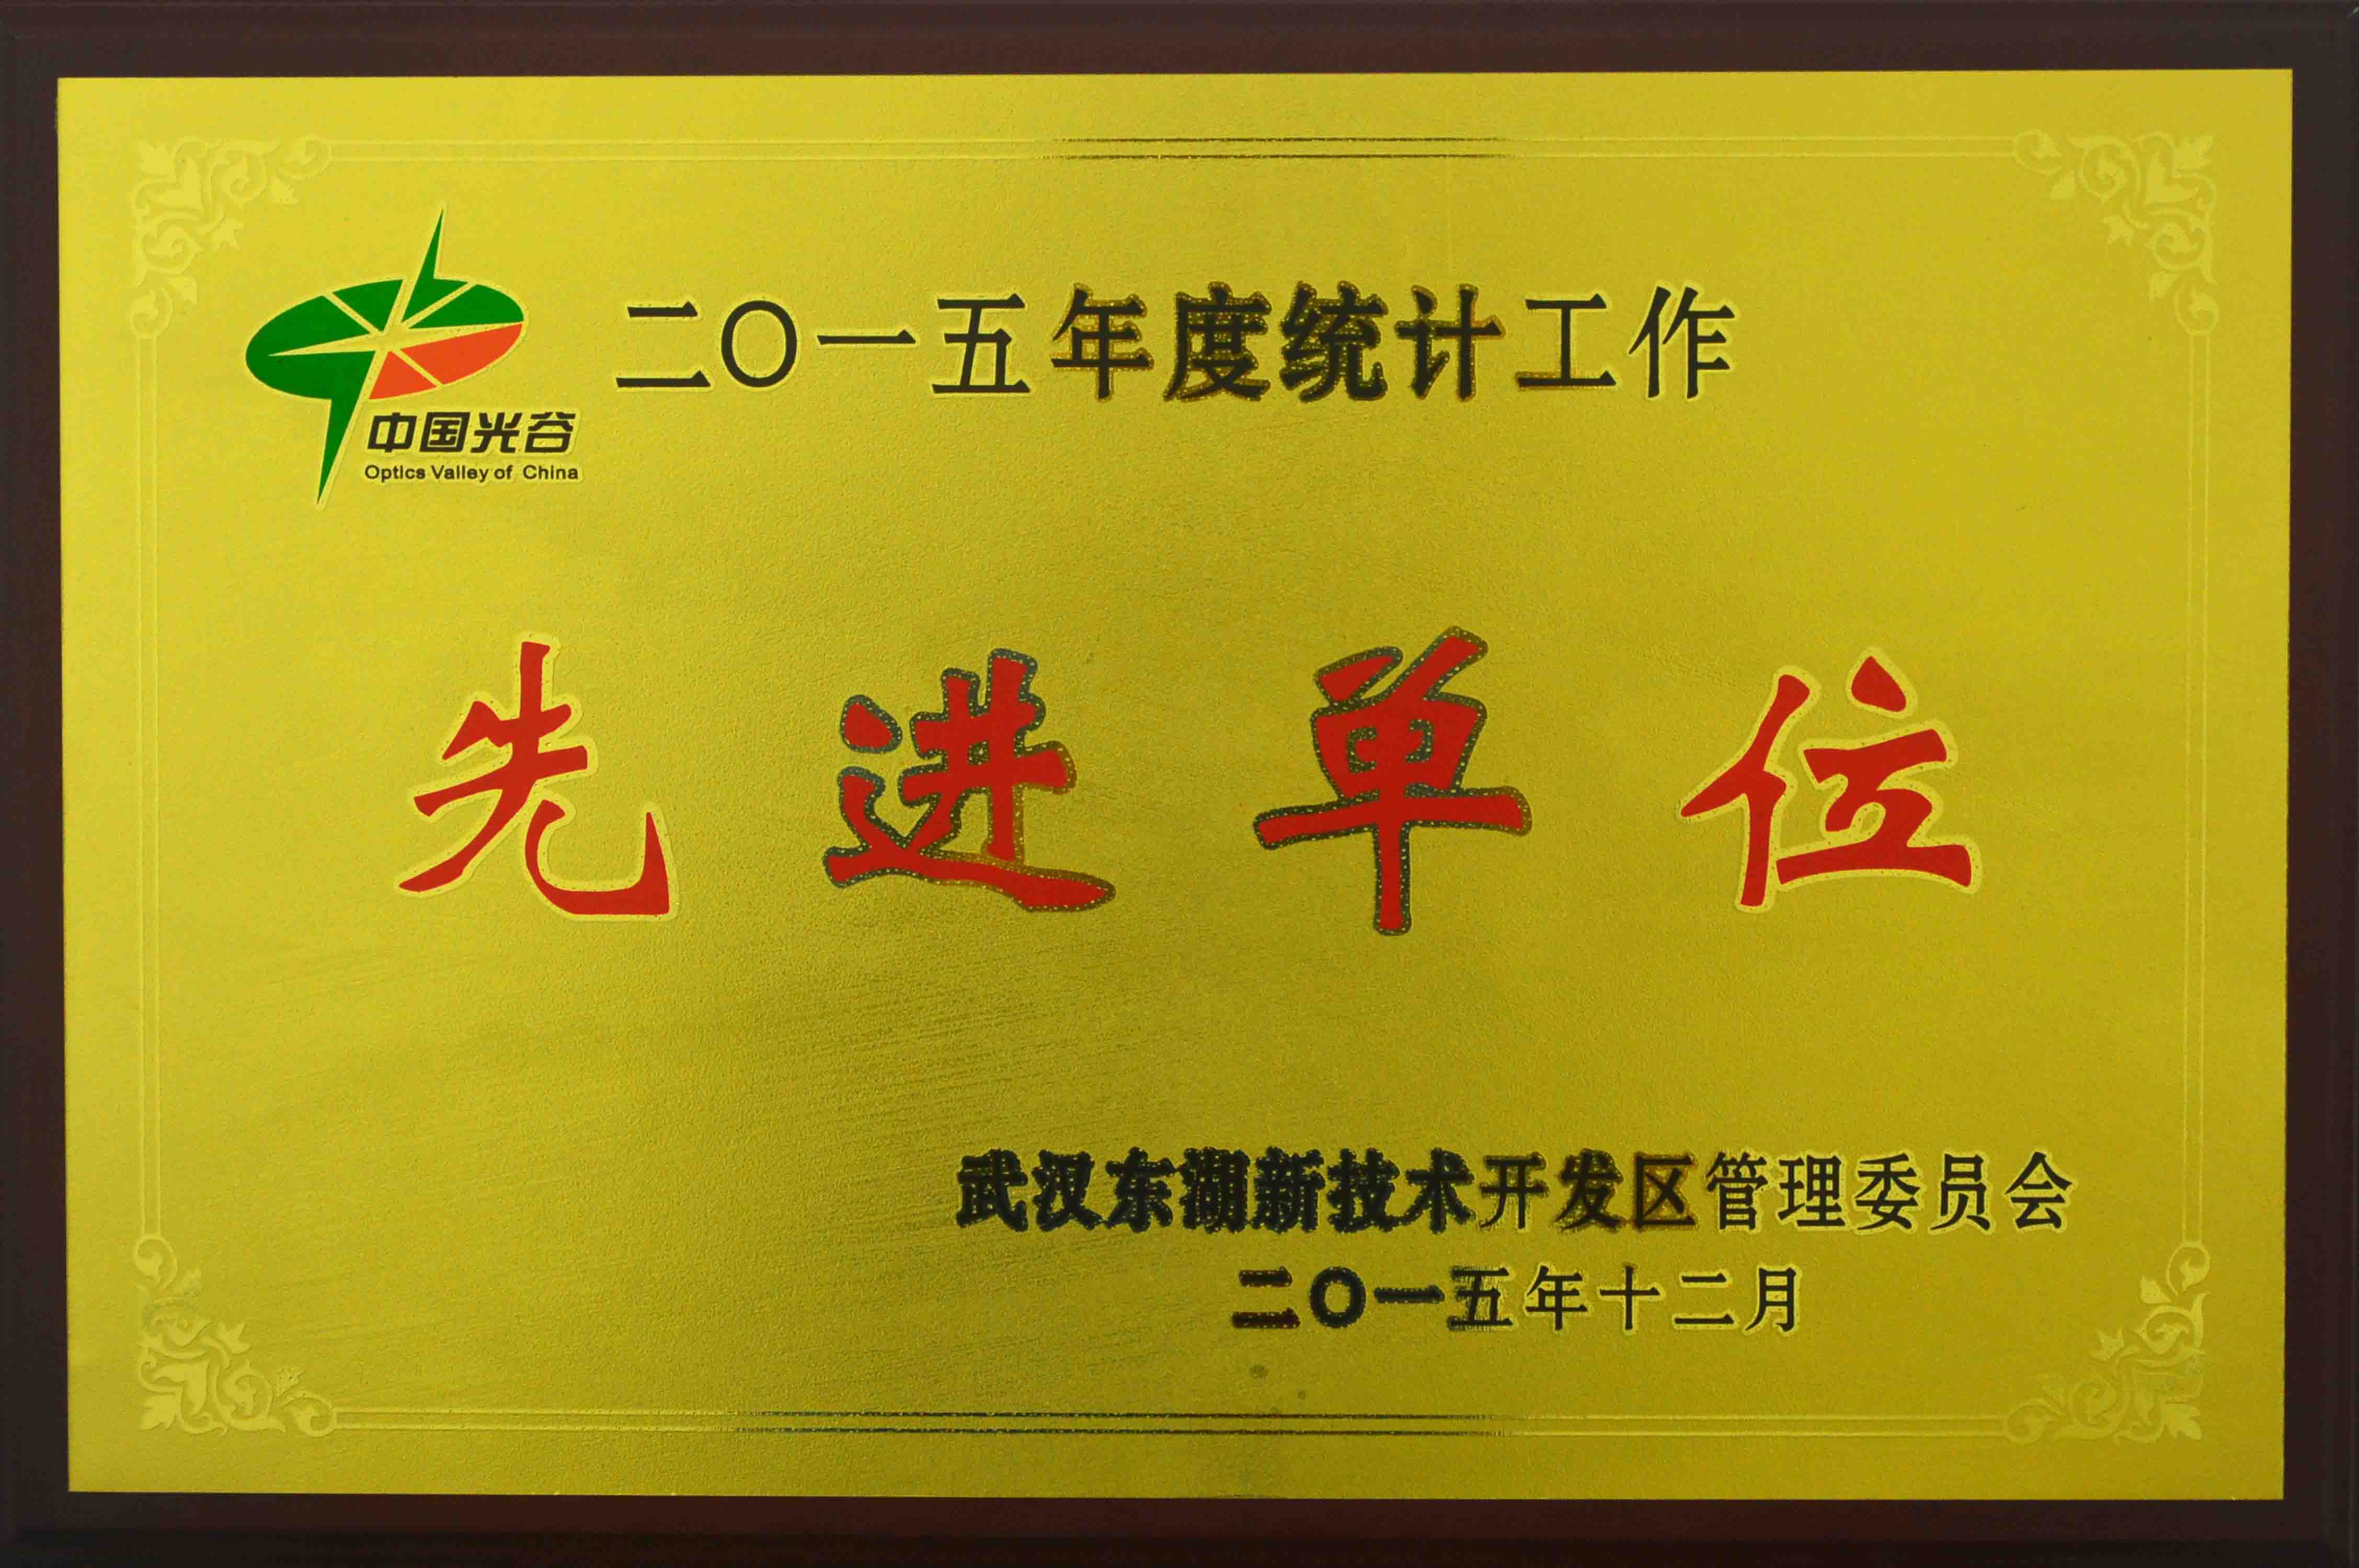 二〇一五年度统计工作
中国光谷
Optics Valley of China
先进单位
武汉东湖新技术开发区管理委员会
二〇一五年十二月